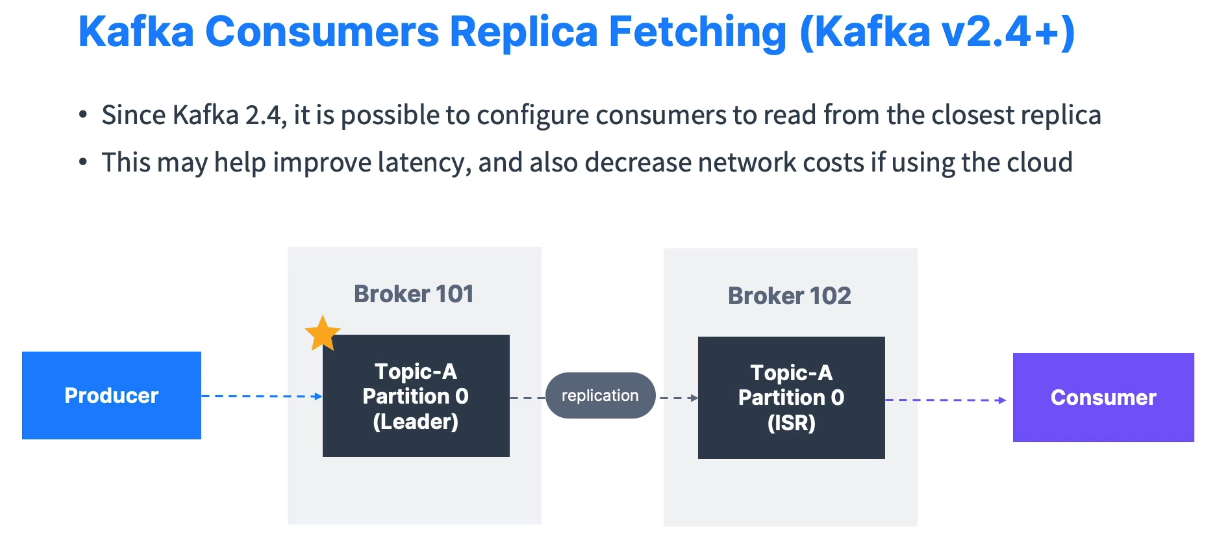 Kafka Consumers Replica Fetching (Kafka v2.4+)
• Since Kafka 2.4, it is possible to configure consumers to read from the closest replica
• This may help improve latency, and also decrease network costs if using the cloud
Producer
Broker 101
Topic-A
Partition 0
(Leader)
replication
Broker 102
Topic-A
Partition 0
(ISR)
Consumer